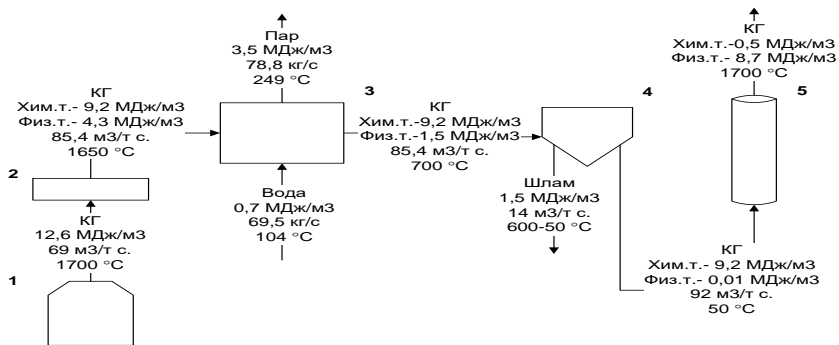 Пар
3,5 МДж/м3
78,8 кг/с
249 °С
3
КГ
Хим.т.- 9,2 МДж/м3
Физ.т.- 4,3 МДж/м3
85,4 м3/т с.
1650 °С
2
КГ
12,6 МДж/м3
69 м3/т с.
1700 °С
1
Вода
0,7 МДж/м3
69,5 кг/с
104 °С
КГ
Хим.т.-9,2 МДж/м3
Физ.т.-1,5 МДж/м3
85,4 м3/т с.
700 °С
4
Шлам
1,5 МДж/м3
14 м3/т с.
600-50 °С
КГ
Хим.т.-0,5 МДж/м3
Физ.т.- 8,7 МДж/м3
1700 °С
5
КГ
Хим.т.- 9,2 МДж/м3
Физ.т.- 0,01 МДж/м3
92 м3/т с.
50 °С